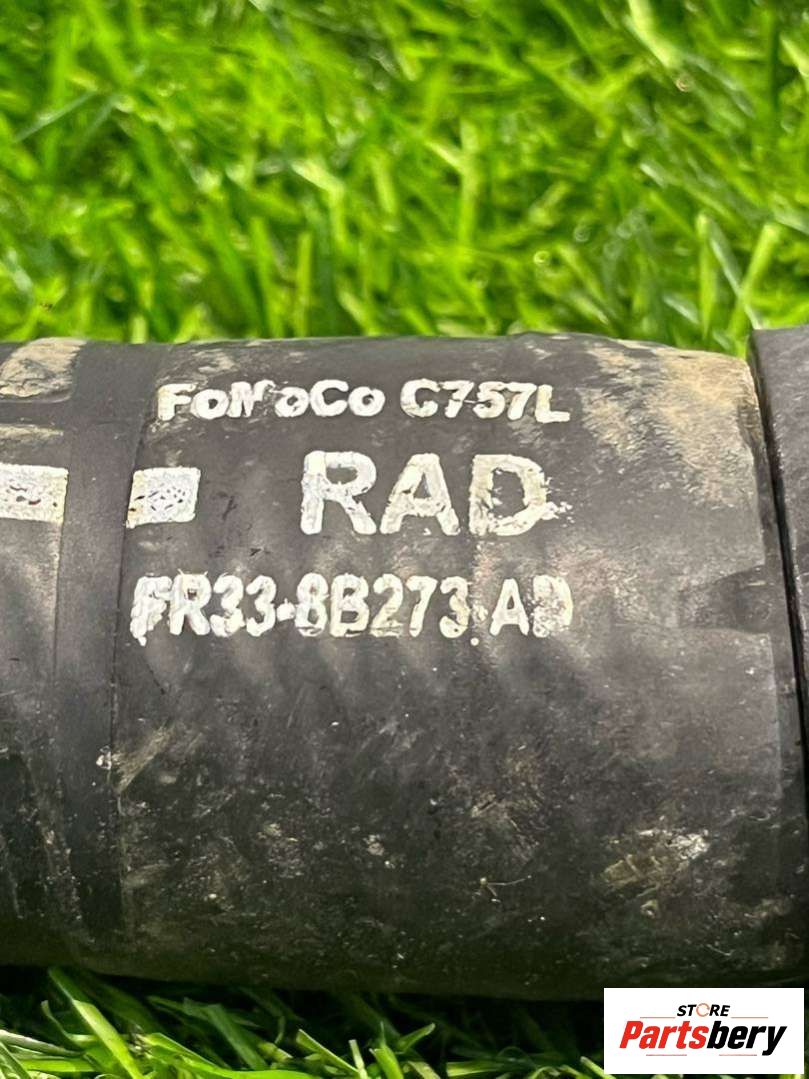 FoMoCo C757L
RAD
FR33-8B273-AD
STORE
Partsbery